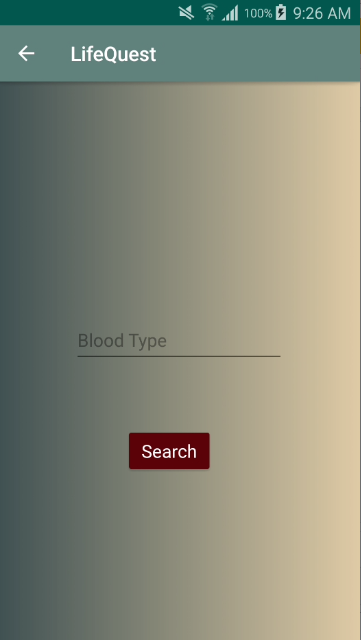 100% 9:26 AM
LifeQuest
Blood Type
Search